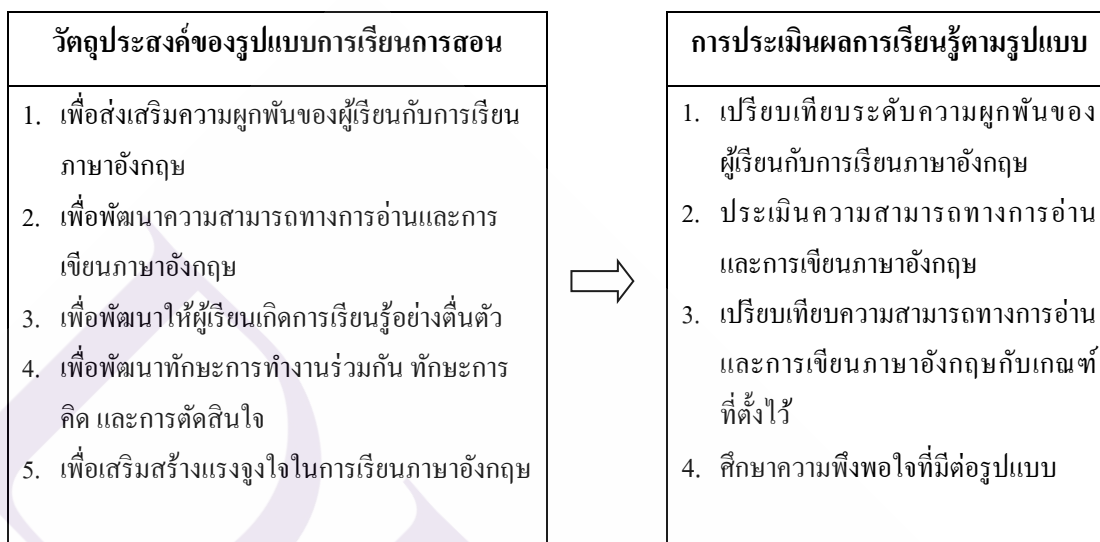 วัตถุประสงค์ของรูปแบบการเรียนการสอน
1. เพื่อส่งเสริมความผูกพันของผู้เรียนกับการเรียน
ภาษาอังกฤษ
2. เพื่อพัฒนาความสามารถทางการอ่านและการ
เขียนภาษาอังกฤษ
3. เพื่อพัฒนาให้ผู้เรียนเกิดการเรียนรู้อย่างตื่นตัว
4. เพื่อพัฒนาทักษะการทำงานร่วมกัน ทักษะการ
คิด และการตัดสินใจ
5. เพื่อเสริมสร้างแรงจูงใจในการเรียนภาษาอังกฤษ
การประเมินผลการเรียนรู้ตามรูปแบบ
1. เปรียบเทียบระดับความผูกพันของ
ผู้เรียนกับการเรียนภาษาอังกฤษ
2. ประเมินความสามารถทางการอ่าน
และการเขียนภาษาอังกฤษ
3. เปรียบเทียบความสามารถทางการอ่าน
และการเขียนภาษาอังกฤษกับเกณฑ์
ที่ตั้งไว้
4. ศึกษาความพึงพอใจที่มีต่อรูปแบบ